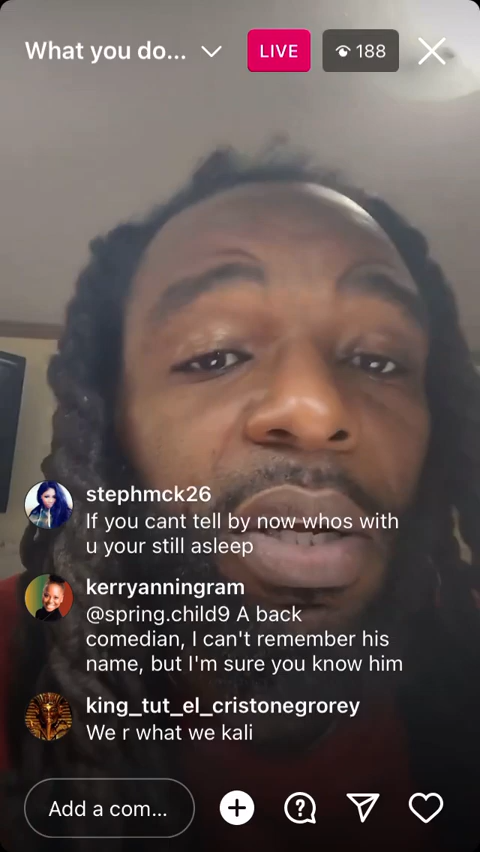 What you do...
LIVE
188
stephmck26
If you cant tell by now whos with
u your still asleep
kerryanningram
@spring.child9 A back
comedian, I can't remember his
name, but I'm sure you know him
king_tut_el_cristonegrorey
We r what we kali
Add a com...